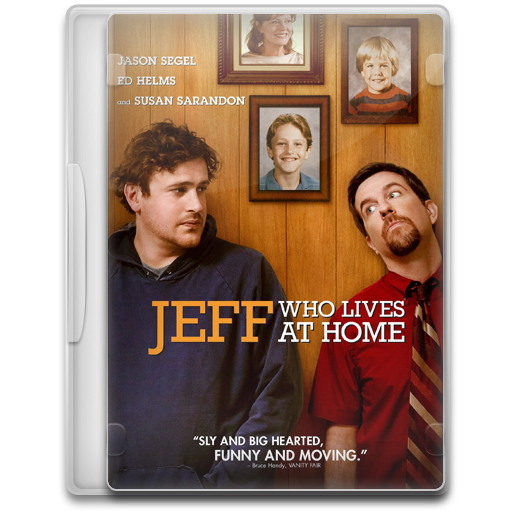 JASON SEGEL
ED HELMS
and SUSAN SARANDON
JEFF WHO LIVES
AT HOME
“SLY AND BIG HEARTED,
FUNNY AND MOVING.”
– Bruce Handy, VANITY FAIR